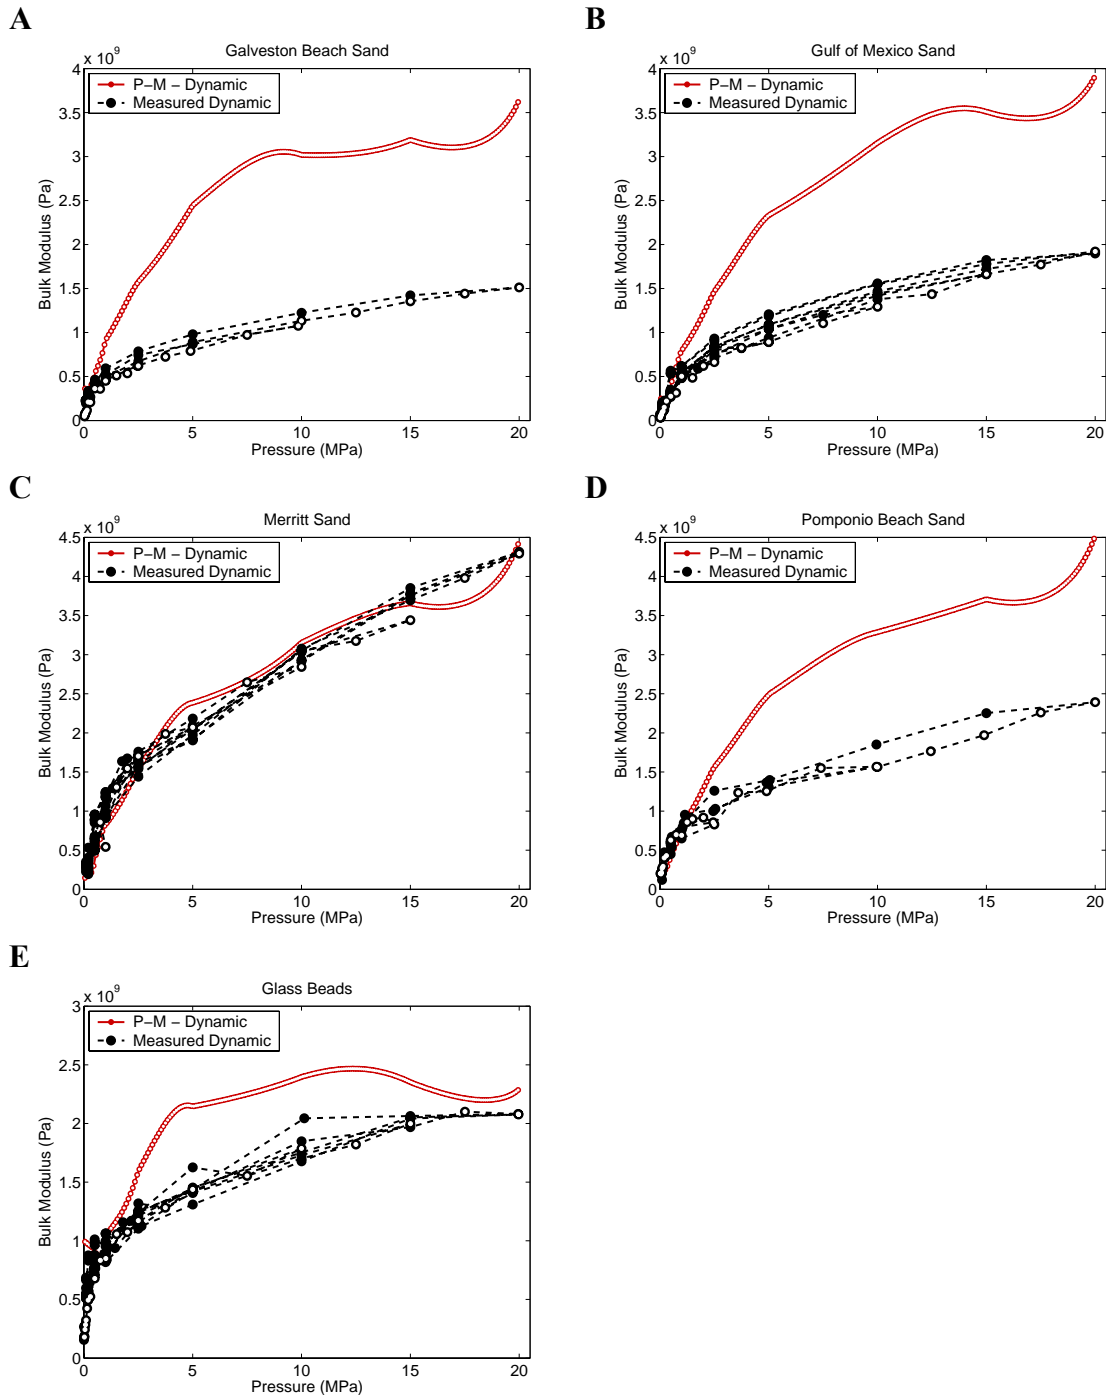 A
x 10^9
Galveston Beach Sand
P-M - Dynamic
Measured Dynamic
4
3.5
3
2.5
2
1.5
1
0.5
0
Bulk Modulus (Pa)
0 5 10 15 20
Pressure (MPa)
B
x 10^9
Gulf of Mexico Sand
P-M - Dynamic
Measured Dynamic
4
3.5
3
2.5
2
1.5
1
0.5
0
Bulk Modulus (Pa)
0 5 10 15 20
Pressure (MPa)
C
x 10^9
Merritt Sand
P-M - Dynamic
Measured Dynamic
4.5
4
3.5
3
2.5
2
1.5
1
0.5
0
Bulk Modulus (Pa)
0 5 10 15 20
Pressure (MPa)
D
x 10^9
Pomponio Beach Sand
P-M - Dynamic
Measured Dynamic
4.5
4
3.5
3
2.5
2
1.5
1
0.5
0
Bulk Modulus (Pa)
0 5 10 15 20
Pressure (MPa)
E
x 10^9
Glass Beads
P-M - Dynamic
Measured Dynamic
3
2.5
2
1.5
1
0.5
0
Bulk Modulus (Pa)
0 5 10 15 20
Pressure (MPa)